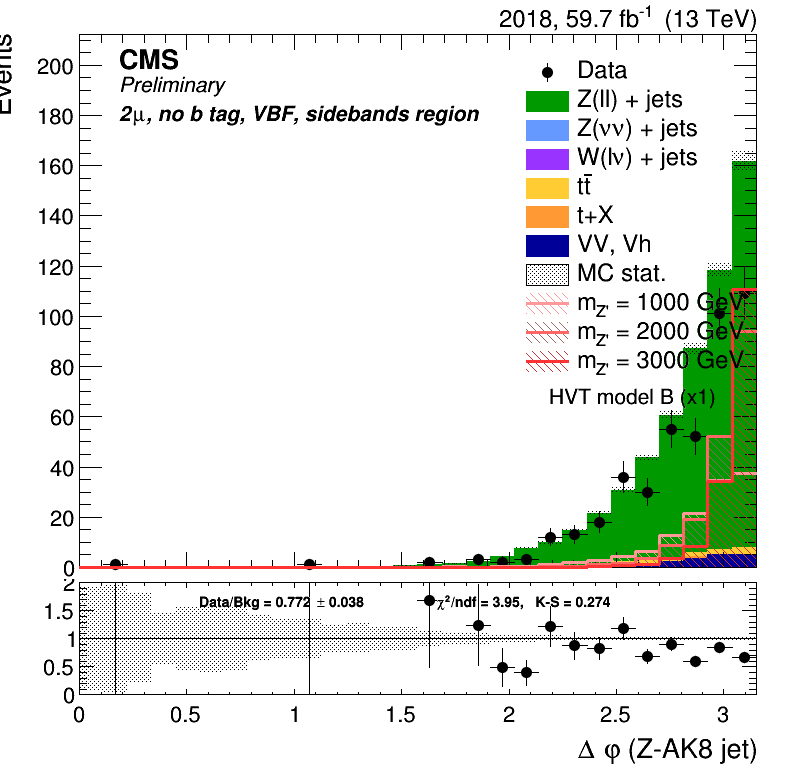 2018, 59.7 fb⁻¹ (13 TeV)
Events
CMS
Preliminary
2μ, no b tag, VBF, sidebands region
Data
Z(ll) + jets
Z(νν) + jets
W(lν) + jets
tt̄
t+X
VV, Vh
MC stat.
m_Z' = 1000 GeV
m_Z' = 2000 GeV
m_Z' = 3000 GeV
HVT model B (x1)
200
180
160
140
120
100
80
60
40
20
0
Data/Bkg = 0.772 ± 0.038 χ²/ndf = 3.95, K-S = 0.274
2
1.5
1
0.5
0
0 0.5 1 1.5 2 2.5 3
Δ φ (Z-AK8 jet)